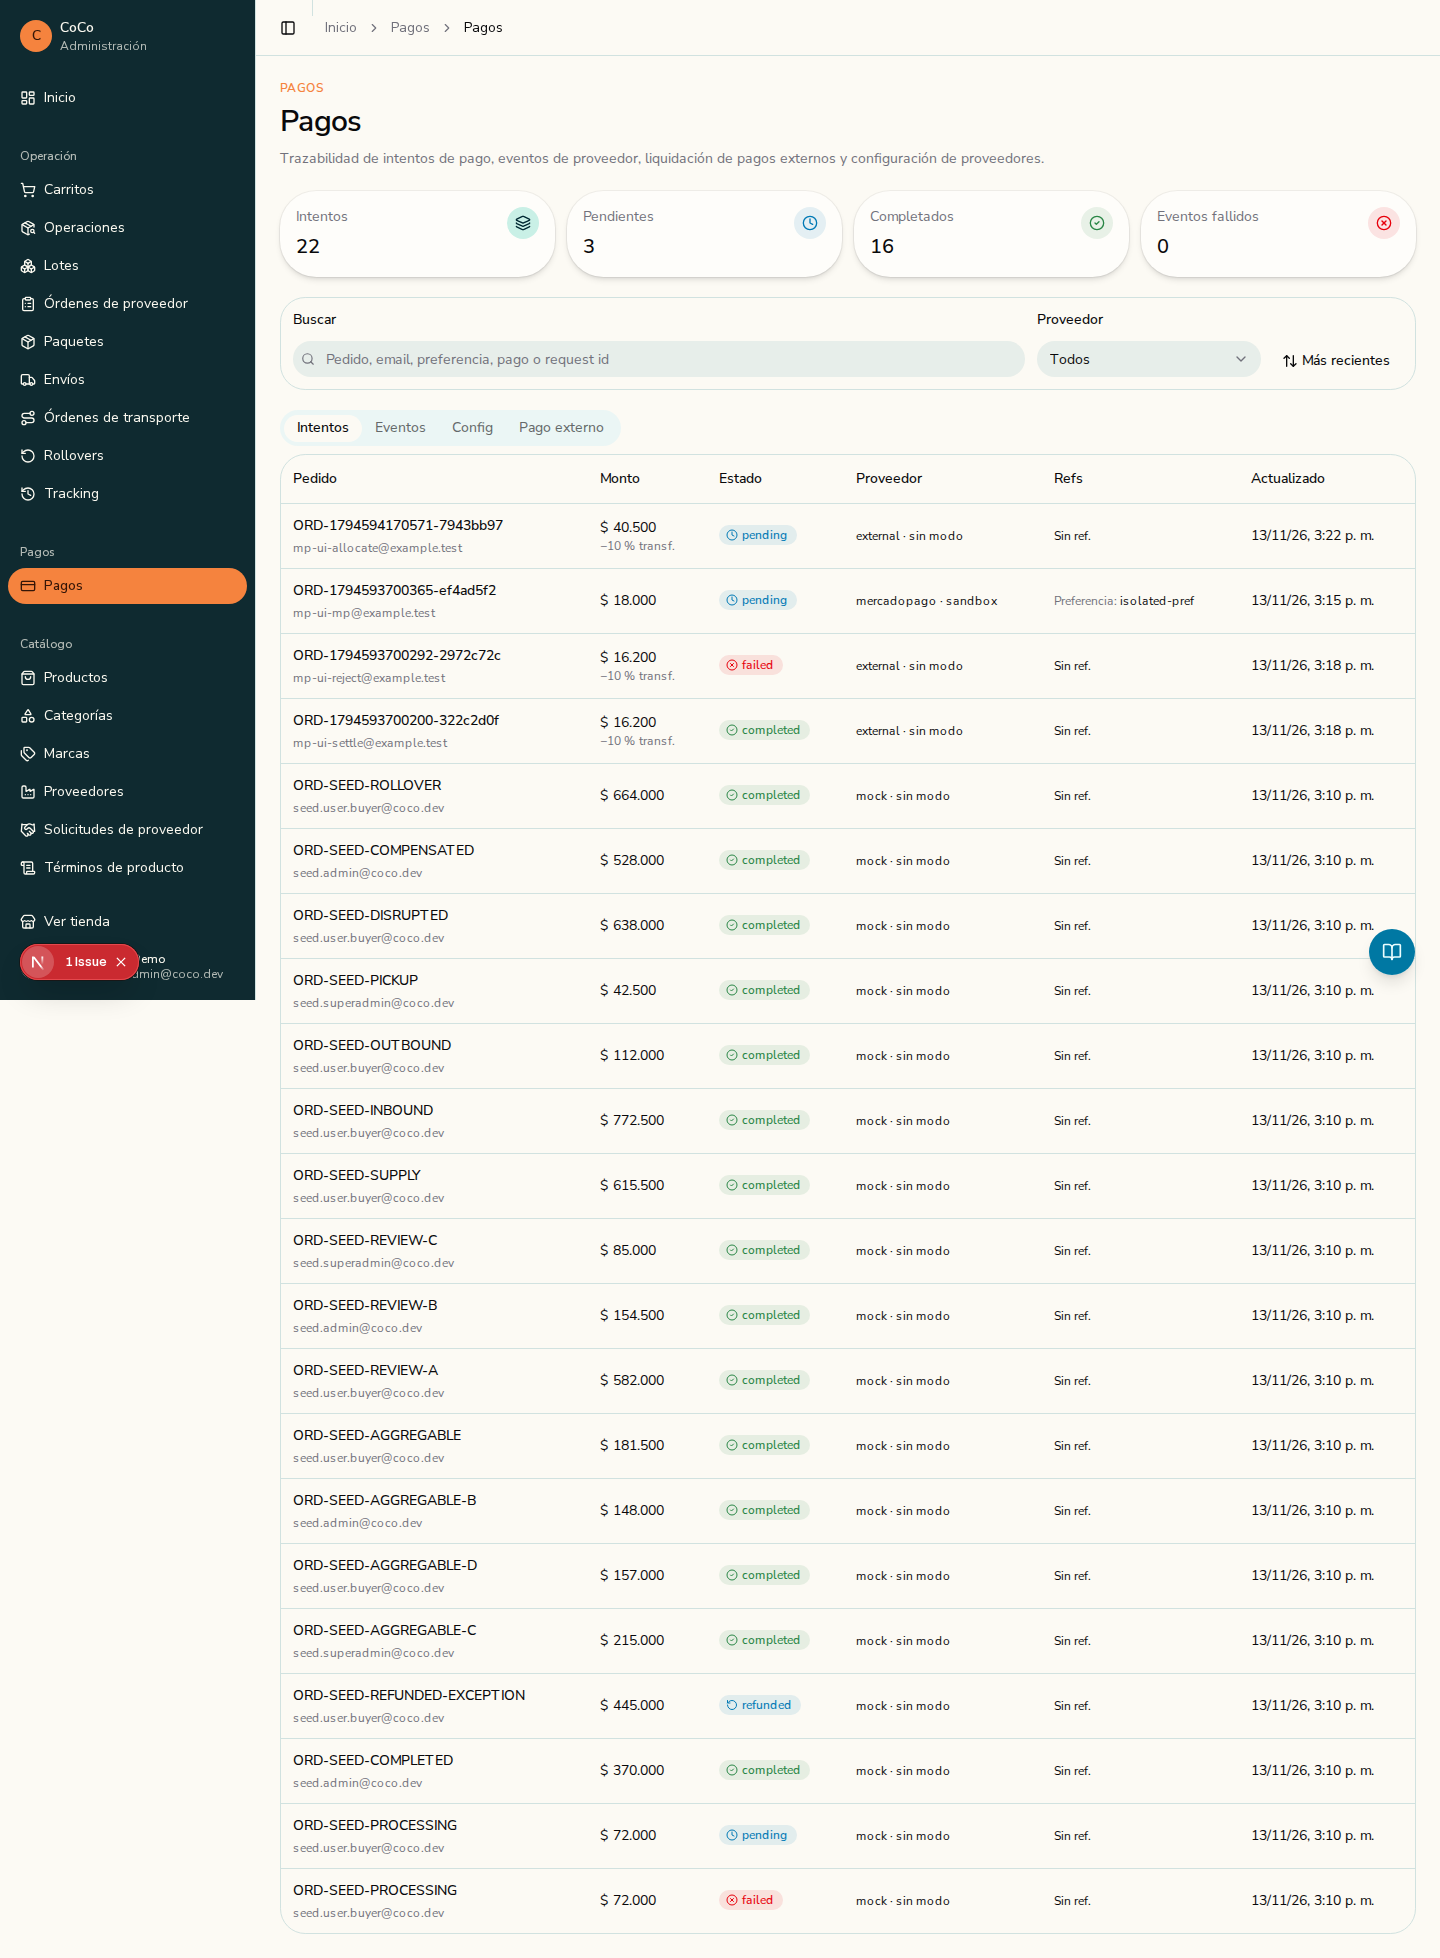 C
CoCo
Administración
Inicio
Operación
Carritos
Operaciones
Lotes
Órdenes de proveedor
Paquetes
Envíos
Órdenes de transporte
Rollovers
Tracking
Pagos
Pagos
Catálogo
Productos
Categorías
Marcas
Proveedores
Solicitudes de proveedor
Términos de producto
Ver tienda
1 Issue
Inicio > Pagos > Pagos
PAGOS
Pagos
Trazabilidad de intentos de pago, eventos de proveedor, liquidación de pagos externos y configuración de proveedores.
Intentos
22
Pendientes
3
Completados
16
Eventos fallidos
0
Buscar
Pedido, email, preferencia, pago o request id
Proveedor
Todos
Más recientes
Intentos Eventos Config Pago externo
Pedido Monto Estado Proveedor Refs Actualizado
ORD-1794594170571-7943bb97
mp-ui-allocate@example.test
$ 40.500
−10 % transf.
pending
external · sin modo
Sin ref.
13/11/26, 3:22 p. m.
ORD-1794593700365-ef4ad5f2
mp-ui-mp@example.test
$ 18.000
pending
mercadopago · sandbox
Preferencia: isolated-pref
13/11/26, 3:15 p. m.
ORD-1794593700292-2972c72c
mp-ui-reject@example.test
$ 16.200
−10 % transf.
failed
external · sin modo
Sin ref.
13/11/26, 3:18 p. m.
ORD-1794593700200-322c2d0f
mp-ui-settle@example.test
$ 16.200
−10 % transf.
completed
external · sin modo
Sin ref.
13/11/26, 3:18 p. m.
ORD-SEED-ROLLOVER
seed.user.buyer@coco.dev
$ 664.000
completed
mock · sin modo
Sin ref.
13/11/26, 3:10 p. m.
ORD-SEED-COMPENSATED
seed.admin@coco.dev
$ 528.000
completed
mock · sin modo
Sin ref.
13/11/26, 3:10 p. m.
ORD-SEED-DISRUPTED
seed.user.buyer@coco.dev
$ 638.000
completed
mock · sin modo
Sin ref.
13/11/26, 3:10 p. m.
ORD-SEED-PICKUP
seed.superadmin@coco.dev
$ 42.500
completed
mock · sin modo
Sin ref.
13/11/26, 3:10 p. m.
ORD-SEED-OUTBOUND
seed.user.buyer@coco.dev
$ 112.000
completed
mock · sin modo
Sin ref.
13/11/26, 3:10 p. m.
ORD-SEED-INBOUND
seed.user.buyer@coco.dev
$ 772.500
completed
mock · sin modo
Sin ref.
13/11/26, 3:10 p. m.
ORD-SEED-SUPPLY
seed.user.buyer@coco.dev
$ 615.500
completed
mock · sin modo
Sin ref.
13/11/26, 3:10 p. m.
ORD-SEED-REVIEW-C
seed.superadmin@coco.dev
$ 85.000
completed
mock · sin modo
Sin ref.
13/11/26, 3:10 p. m.
ORD-SEED-REVIEW-B
seed.admin@coco.dev
$ 154.500
completed
mock · sin modo
Sin ref.
13/11/26, 3:10 p. m.
ORD-SEED-REVIEW-A
seed.user.buyer@coco.dev
$ 582.000
completed
mock · sin modo
Sin ref.
13/11/26, 3:10 p. m.
ORD-SEED-AGGREGABLE
seed.user.buyer@coco.dev
$ 181.500
completed
mock · sin modo
Sin ref.
13/11/26, 3:10 p. m.
ORD-SEED-AGGREGABLE-B
seed.admin@coco.dev
$ 148.000
completed
mock · sin modo
Sin ref.
13/11/26, 3:10 p. m.
ORD-SEED-AGGREGABLE-D
seed.user.buyer@coco.dev
$ 157.000
completed
mock · sin modo
Sin ref.
13/11/26, 3:10 p. m.
ORD-SEED-AGGREGABLE-C
seed.superadmin@coco.dev
$ 215.000
completed
mock · sin modo
Sin ref.
13/11/26, 3:10 p. m.
ORD-SEED-REFUNDED-EXCEPTION
seed.user.buyer@coco.dev
$ 445.000
refunded
mock · sin modo
Sin ref.
13/11/26, 3:10 p. m.
ORD-SEED-COMPLETED
seed.admin@coco.dev
$ 370.000
completed
mock · sin modo
Sin ref.
13/11/26, 3:10 p. m.
ORD-SEED-PROCESSING
seed.user.buyer@coco.dev
$ 72.000
pending
mock · sin modo
Sin ref.
13/11/26, 3:10 p. m.
ORD-SEED-PROCESSING
seed.user.buyer@coco.dev
$ 72.000
failed
mock · sin modo
Sin ref.
13/11/26, 3:10 p. m.